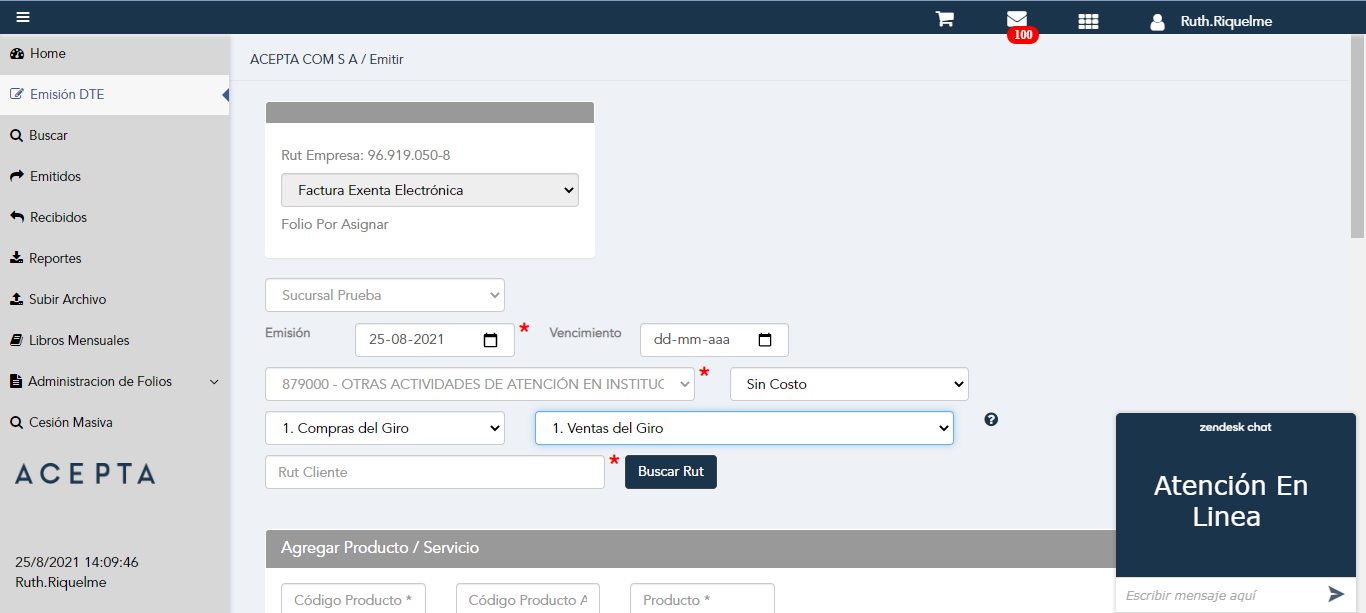 Ruth.Riquelme
100
Home
Emisión DTE
Buscar
Emitidos
Recibidos
Reportes
Subir Archivo
Libros Mensuales
Administracion de Folios
Cesión Masiva
ACEPTA
25/8/2021 14:09:46
Ruth.Riquelme
ACEPTA COM S A / Emitir
Rut Empresa: 96.919.050-8
Factura Exenta Electrónica
Folio Por Asignar
Sucursal Prueba
Emisión 25-08-2021 * Vencimiento dd-mm-aaa
879000 - OTRAS ACTIVIDADES DE ATENCIÓN EN INSTITUC * Sin Costo
1. Compras del Giro 1. Ventas del Giro ?
Rut Cliente * Buscar Rut
Agregar Producto / Servicio
Código Producto * Código Producto A Producto *
zendesk chat
Atención En
Linea
Escribir mensaje aquí